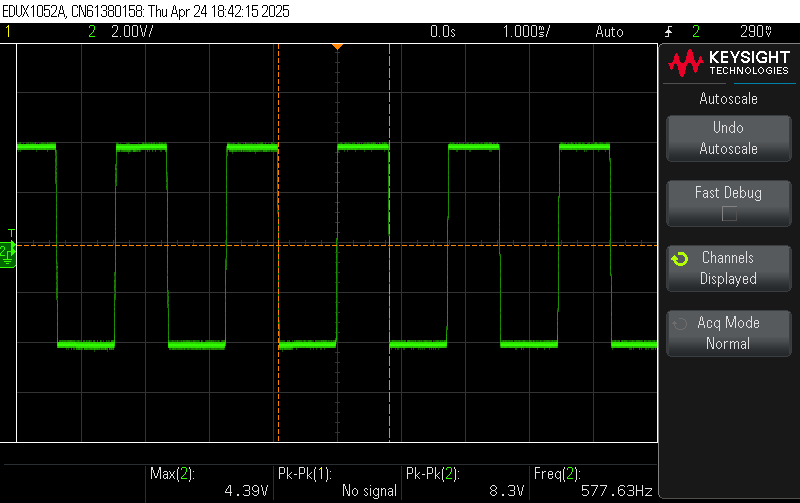 EDUX1052A, CN61380158: Thu Apr 24 18:42:15 2025
1 2 2.00V/ 0.0s 1.000ms/ Auto 2 290mV
KEYSIGHT
TECHNOLOGIES
Autoscale
Undo
Autoscale
Fast Debug
T
2
Channels
Displayed
Acq Mode
Normal
Max(2): Pk-Pk(1): Pk-Pk(2): Freq(2):
4.39V No signal 8.3V 577.63Hz